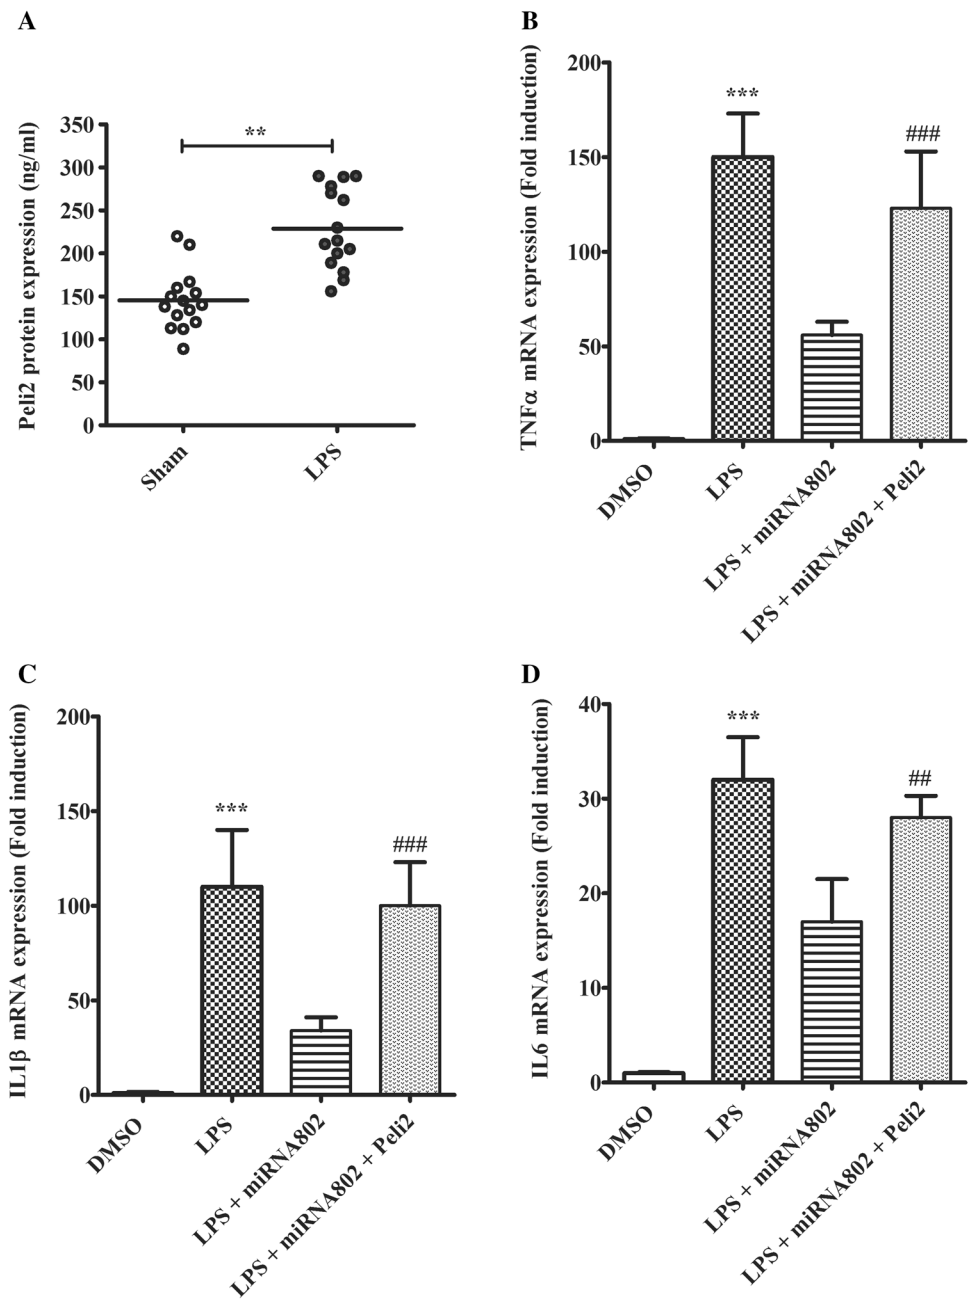 A
Peli2 protein expression (ng/ml)
350
300
250
200
150
100
50
0
**
Sham
LPS
B
TNFα mRNA expression (Fold induction)
200
150
100
50
0
***
###
DMSO
LPS
LPS + miRNA802
LPS + miRNA802 + Peli2
C
IL1β mRNA expression (Fold induction)
200
150
100
50
0
***
###
DMSO
LPS
LPS + miRNA802
LPS + miRNA802 + Peli2
D
IL6 mRNA expression (Fold induction)
40
30
20
10
0
***
##
DMSO
LPS
LPS + miRNA802
LPS + miRNA802 + Peli2